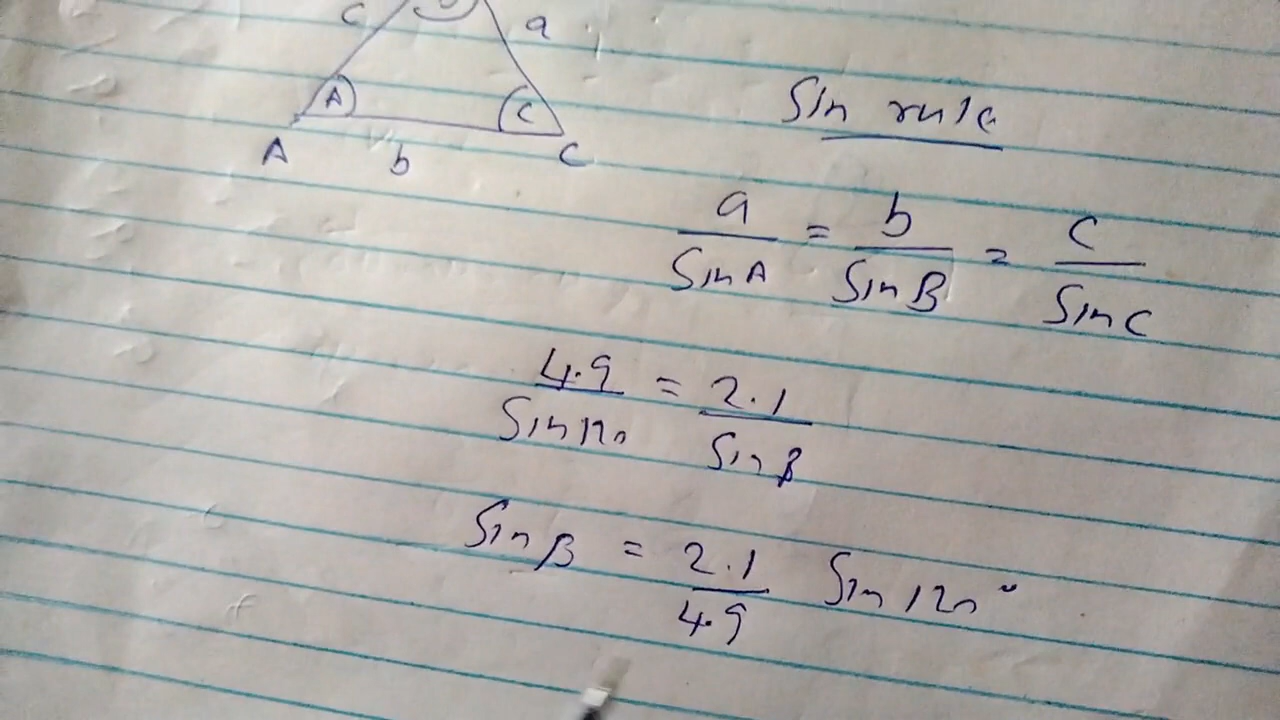 c a
A C
A b C
Sin rule
a/SinA = b/SinB = c/SinC
4.9/Sin120 = 2.1/SinB
SinB = 2.1/4.9 Sin120°